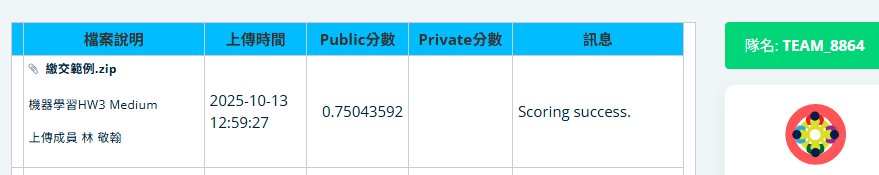 檔案說明 上傳時間 Public分數 Private分數 訊息
繳交範例.zip
機器學習HW3 Medium
上傳成員 林 敬翰
2025-10-13
12:59:27
0.75043592
Scoring success.
隊名: TEAM_8864